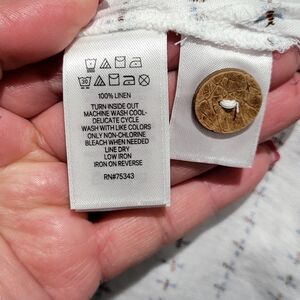 100% LINEN
TURN INSIDE OUT
MACHINE WASH COOL-
DELICATE CYCLE
WASH WITH LIKE COLORS
ONLY NON-CHLORINE
BLEACH WHEN NEEDED
LINE DRY
LOW IRON
IRON ON REVERSE
RN#75343